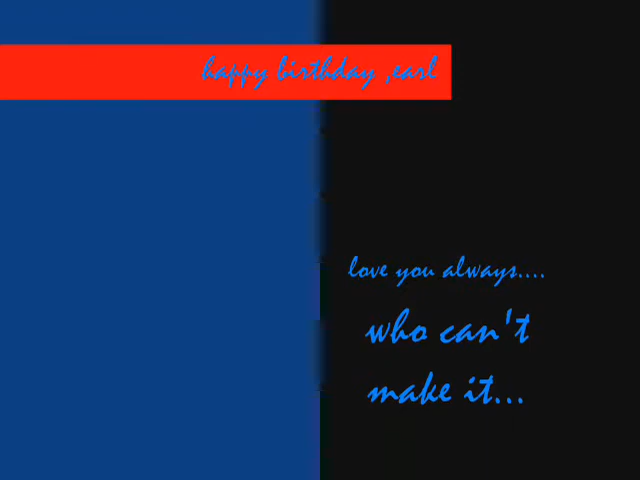 happy birthday ,earl
love you always....
who can't
make it...